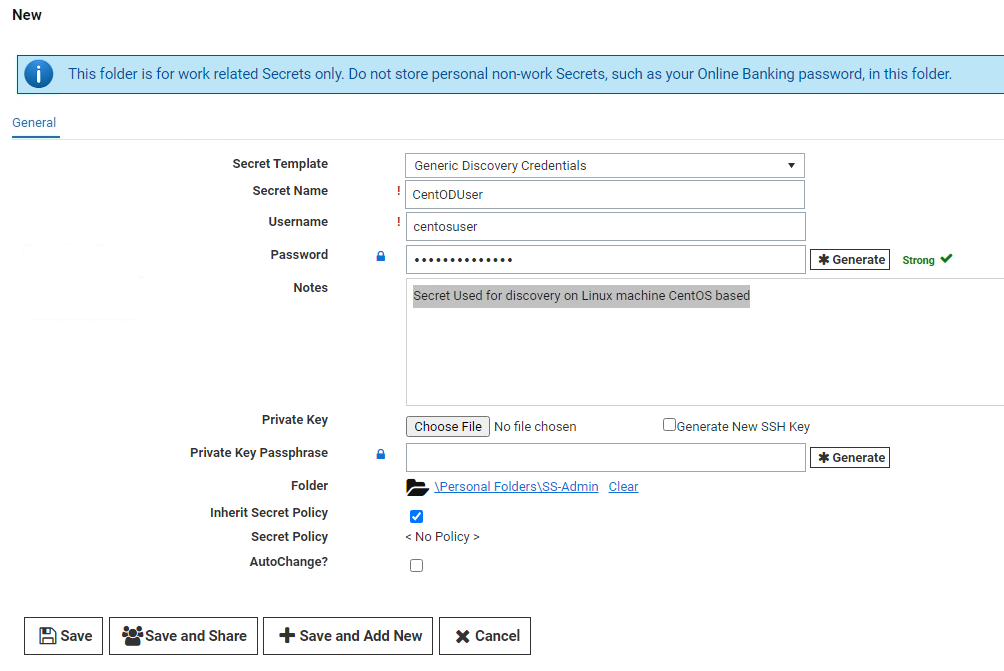 New
This folder is for work related Secrets only. Do not store personal non-work Secrets, such as your Online Banking password, in this folder.
General
Secret Template Generic Discovery Credentials
Secret Name ! CentODUser
Username ! centosuser
Password •••••••••••••• ✱ Generate Strong ✔
Notes Secret Used for discovery on Linux machine CentOS based
Private Key Choose File No file chosen Generate New SSH Key
Private Key Passphrase ✱ Generate
Folder \Personal Folders\SS-Admin Clear
Inherit Secret Policy
Secret Policy < No Policy >
AutoChange?
Save Save and Share Save and Add New Cancel